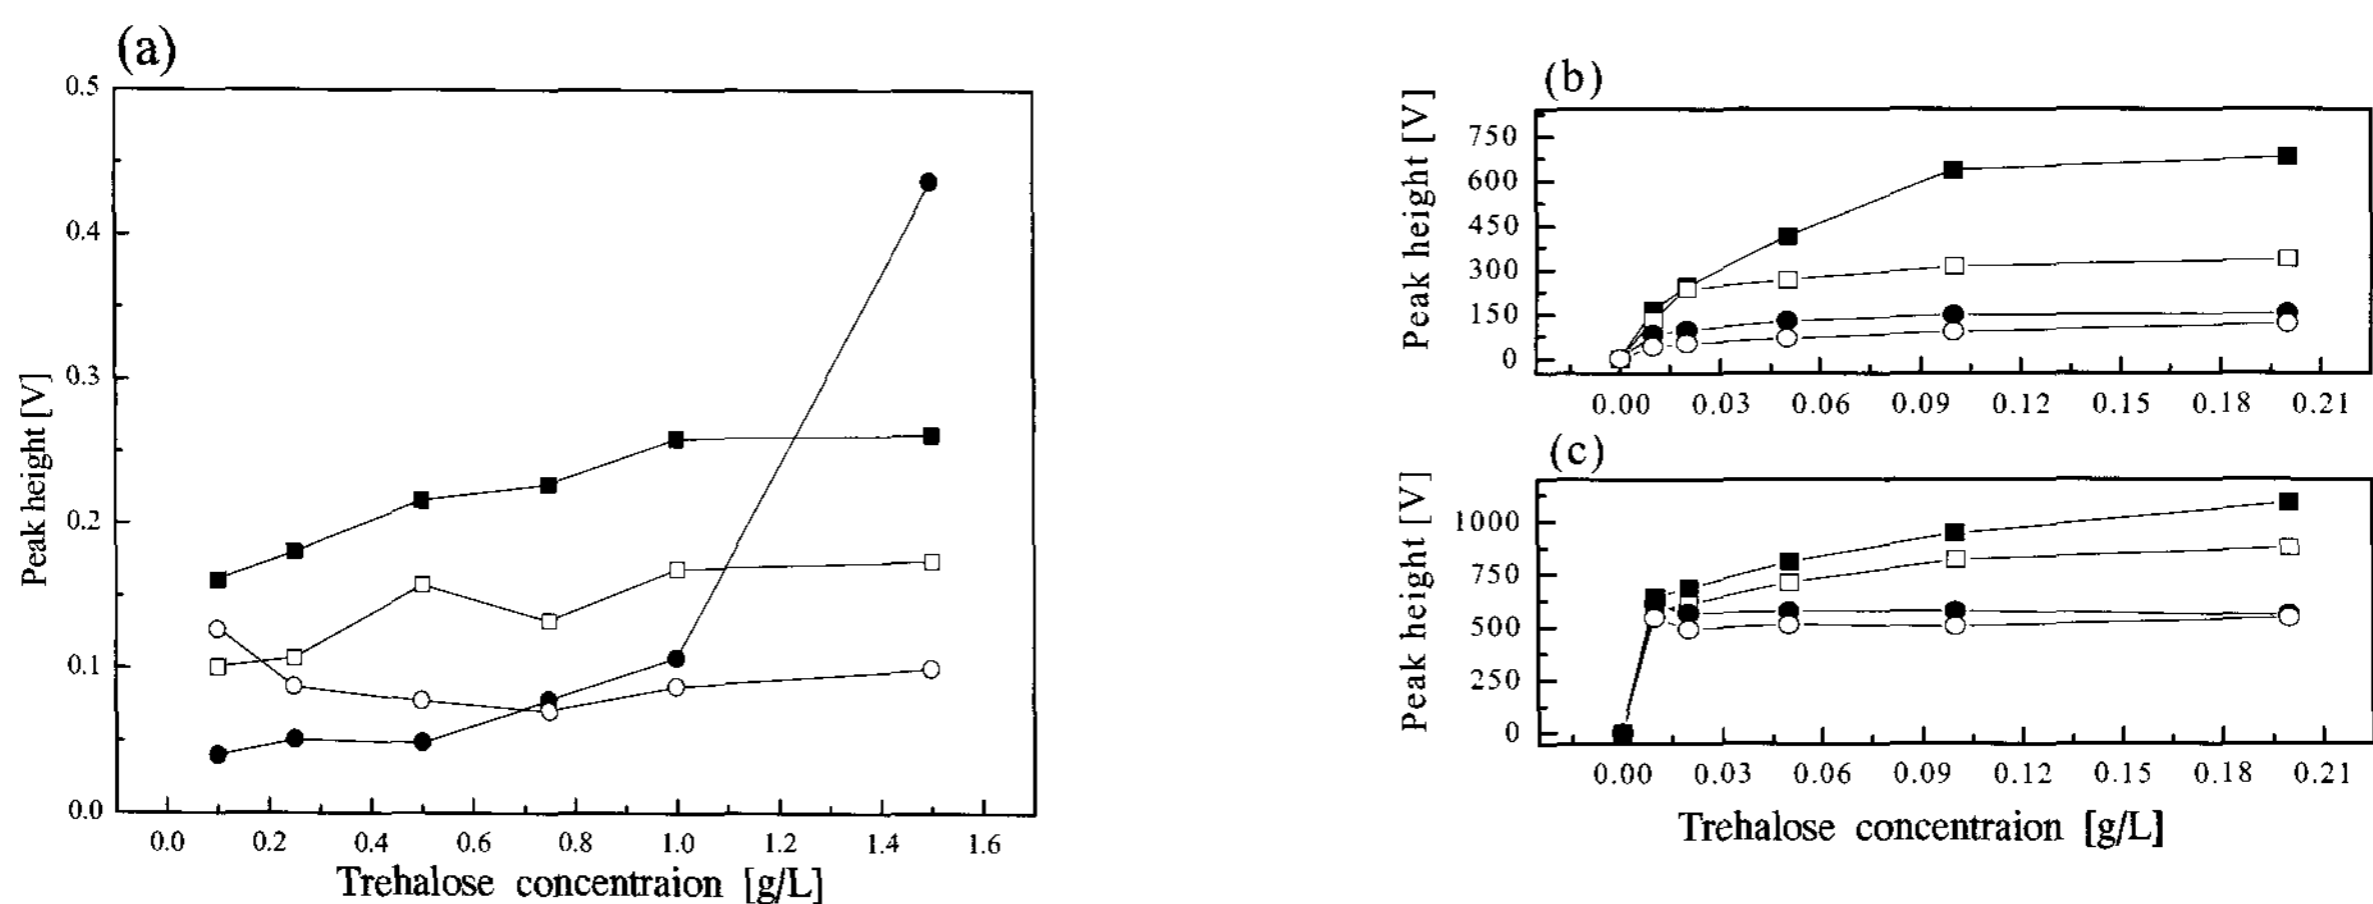 (a)
0.5
0.4
0.3
0.2
0.1
0.0
Peak height [V]
0.0 0.2 0.4 0.6 0.8 1.0 1.2 1.4 1.6
Trehalose concentraion [g/L]
(b)
Peak height [V]
750
600
450
300
150
0
0.00 0.03 0.06 0.09 0.12 0.15 0.18 0.21
(c)
Peak height [V]
1000
750
500
250
0
0.00 0.03 0.06 0.09 0.12 0.15 0.18 0.21
Trehalose concentraion [g/L]